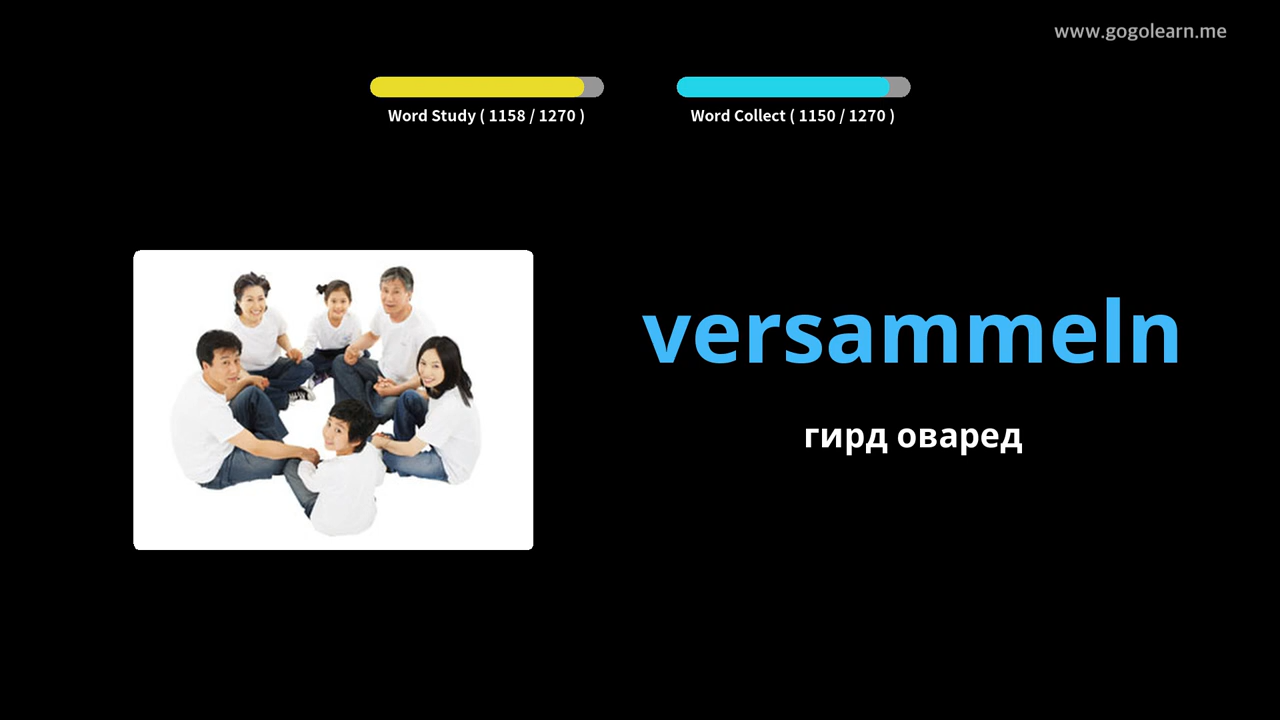 www.gogolearn.me
Word Study ( 1158 / 1270 )
Word Collect ( 1150 / 1270 )
versammeln
гирд оваред